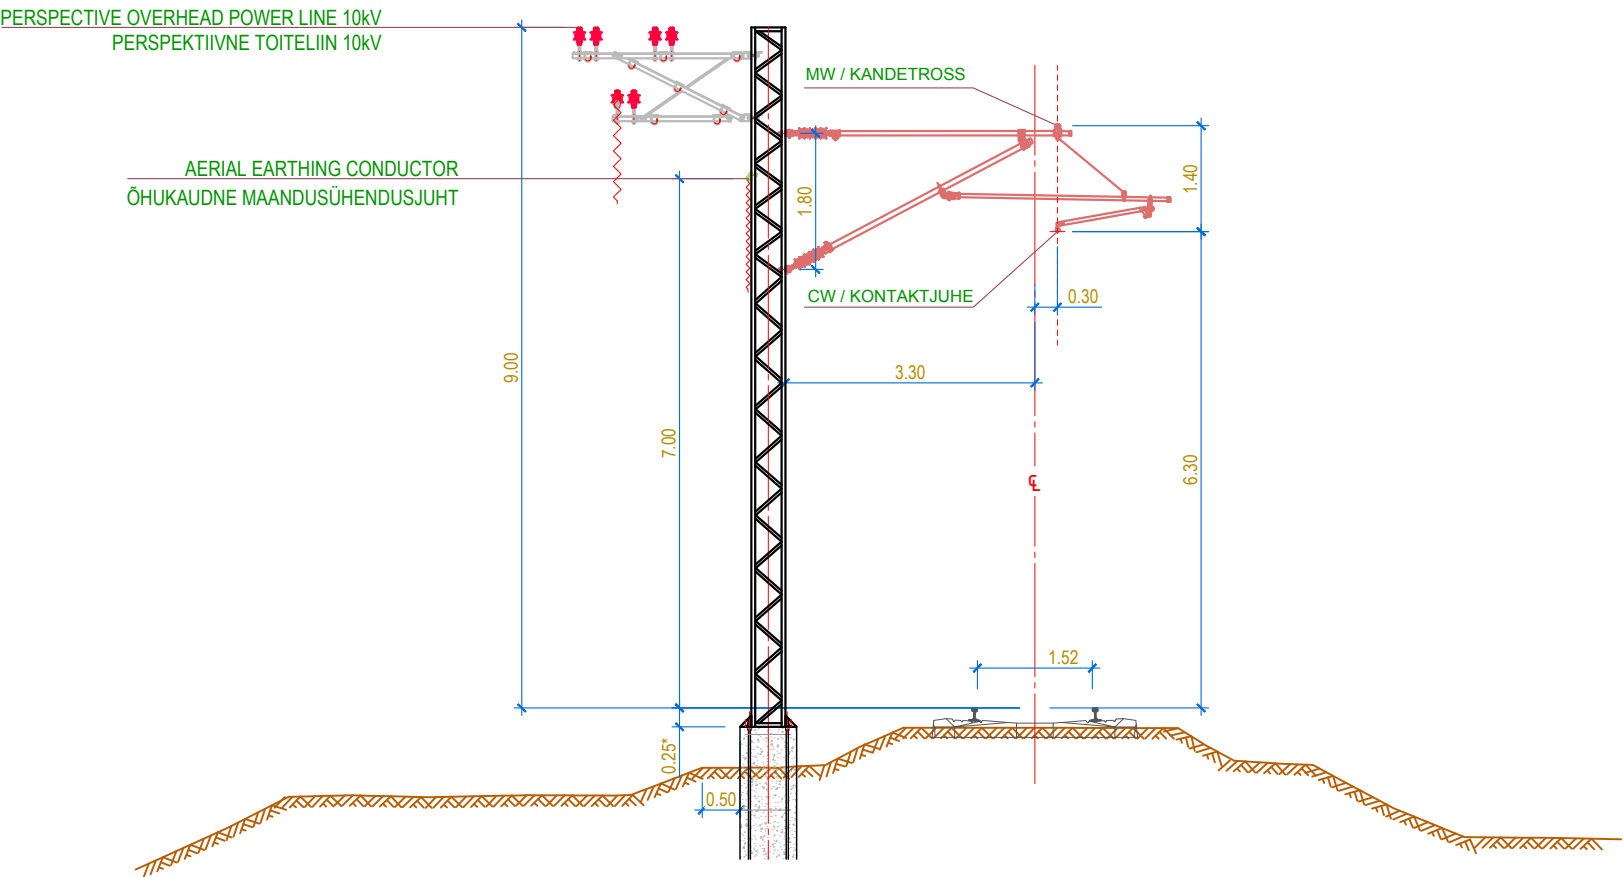 PERSPECTIVE OVERHEAD POWER LINE 10kV
PERSPEKTIIVNE TOITELIIN 10kV
MW / KANDETROSS
AERIAL EARTHING CONDUCTOR
ÕHUKAUDNE MAANDUSÜHENDUSJUHT
1.40
1.80
CW / KONTAKTJUHE
0.30
9.00
3.30
7.00
6.30
℄
1.52
0.25*
0.50